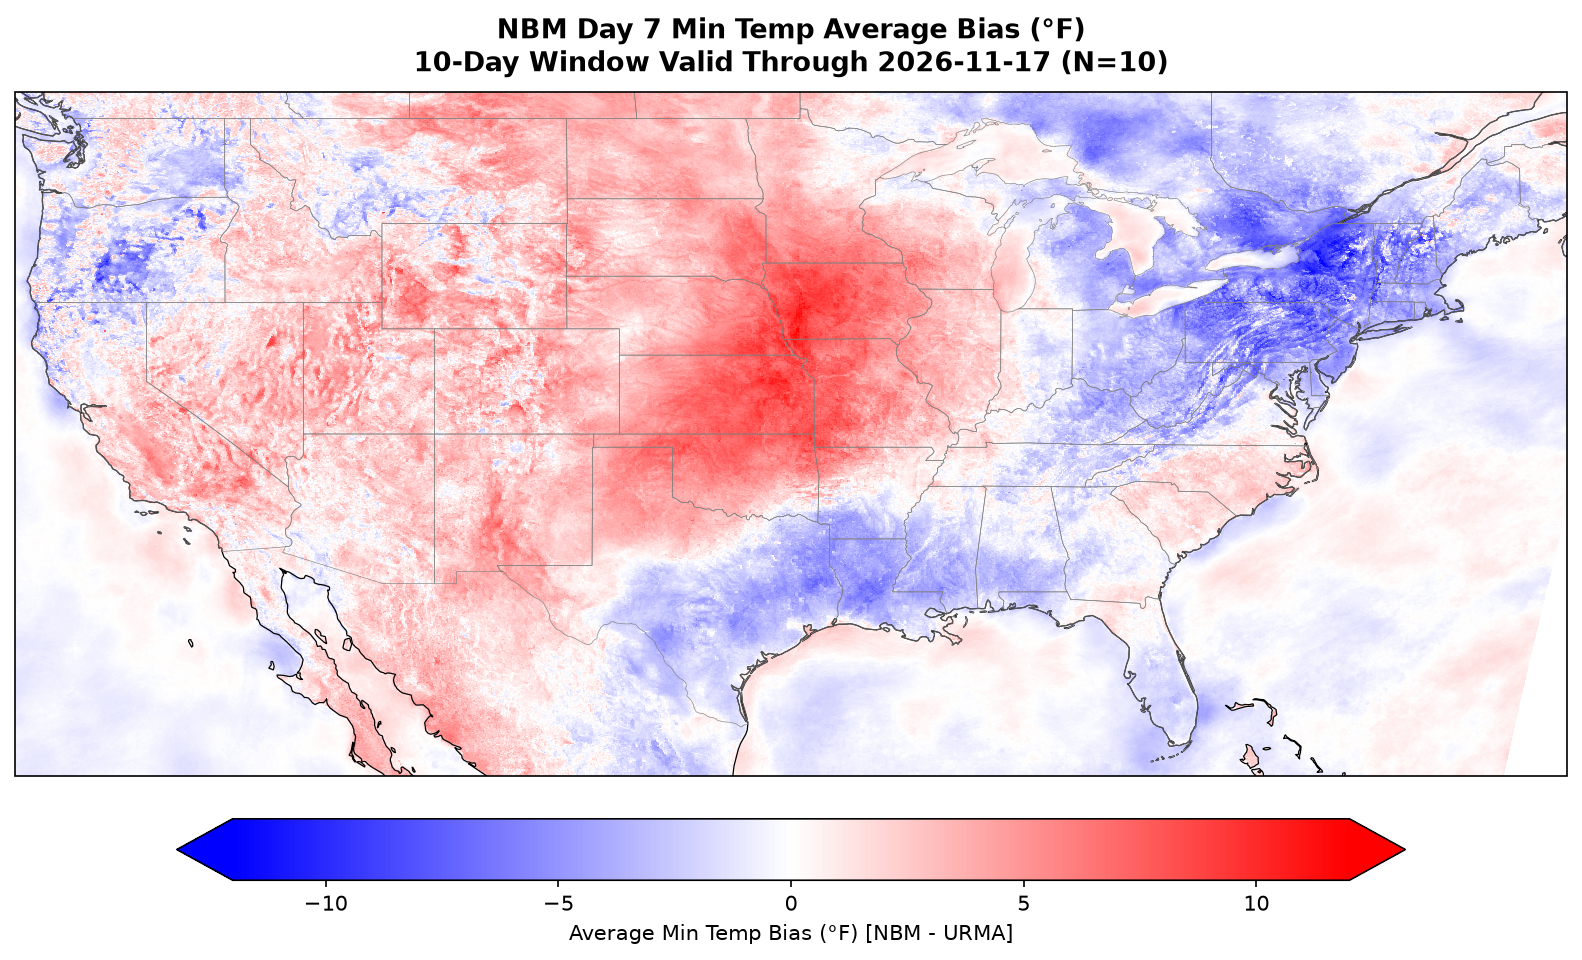 NBM Day 7 Min Temp Average Bias (°F)
10-Day Window Valid Through 2026-11-17 (N=10)
−10 −5 0 5 10
Average Min Temp Bias (°F) [NBM - URMA]